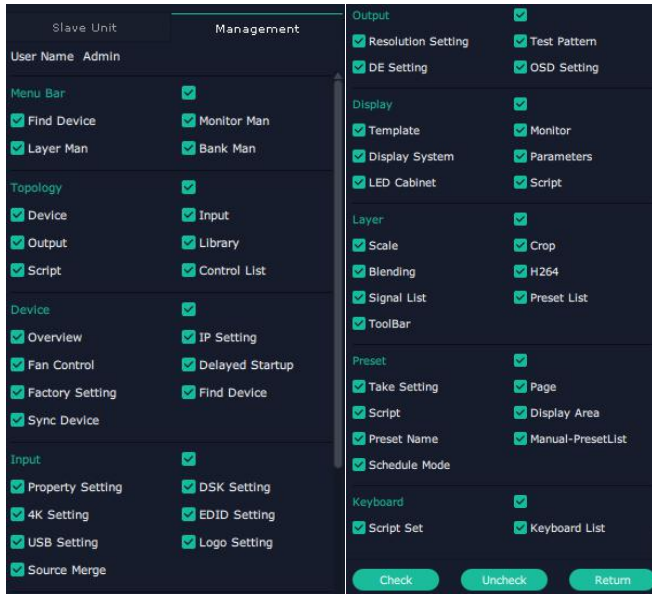 Slave Unit Management
User Name Admin
Menu Bar
Find Device Monitor Man
Layer Man Bank Man
Topology
Device Input
Output Library
Script Control List
Device
Overview IP Setting
Fan Control Delayed Startup
Factory Setting Find Device
Sync Device
Input
Property Setting DSK Setting
4K Setting EDID Setting
USB Setting Logo Setting
Source Merge
Output
Resolution Setting Test Pattern
DE Setting OSD Setting
Display
Template Monitor
Display System Parameters
LED Cabinet Script
Layer
Scale Crop
Blending H264
Signal List Preset List
ToolBar
Preset
Take Setting Page
Script Display Area
Preset Name Manual-PresetList
Schedule Mode
Keyboard
Script Set Keyboard List
Check Uncheck Return